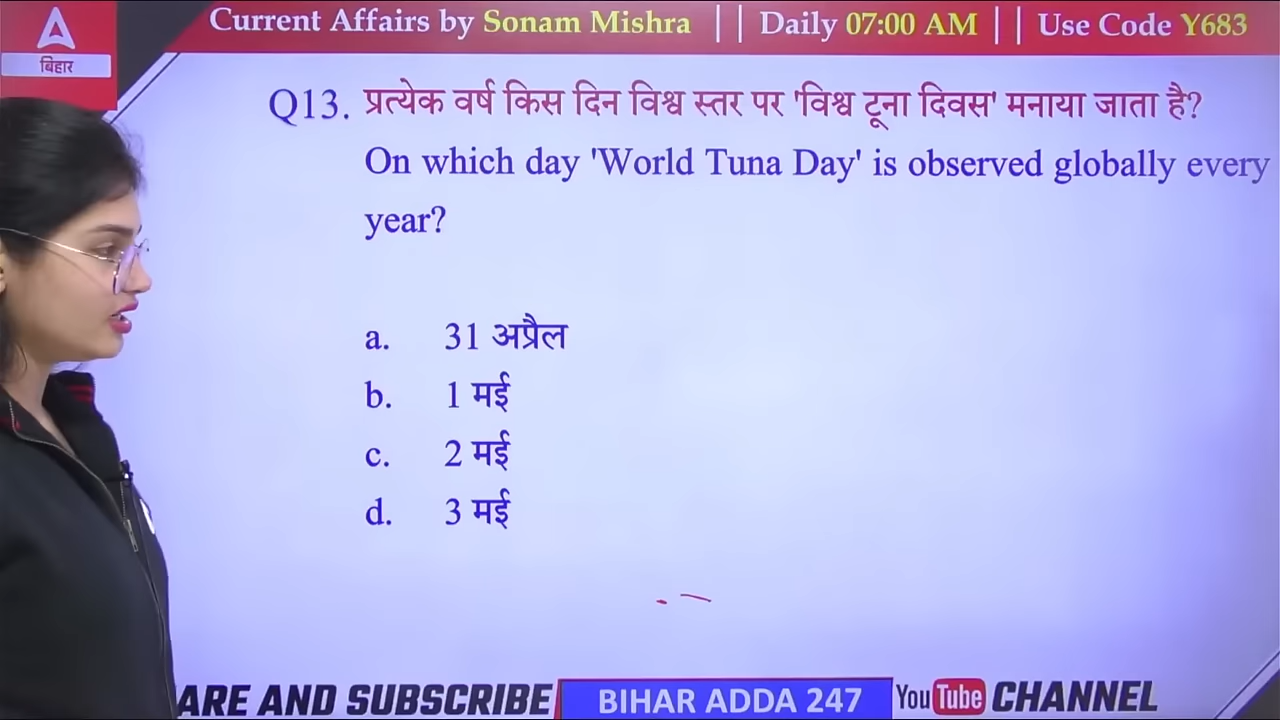 Current Affairs by Sonam Mishra || Daily 07:00 AM || Use Code Y683
बिहार
Q13. प्रत्येक वर्ष किस दिन विश्व स्तर पर 'विश्व टूना दिवस' मनाया जाता है?
On which day 'World Tuna Day' is observed globally every
year?
a. 31 अप्रैल
b. 1 मई
c. 2 मई
d. 3 मई
ARE AND SUBSCRIBE BIHAR ADDA 247 YouTube CHANNEL